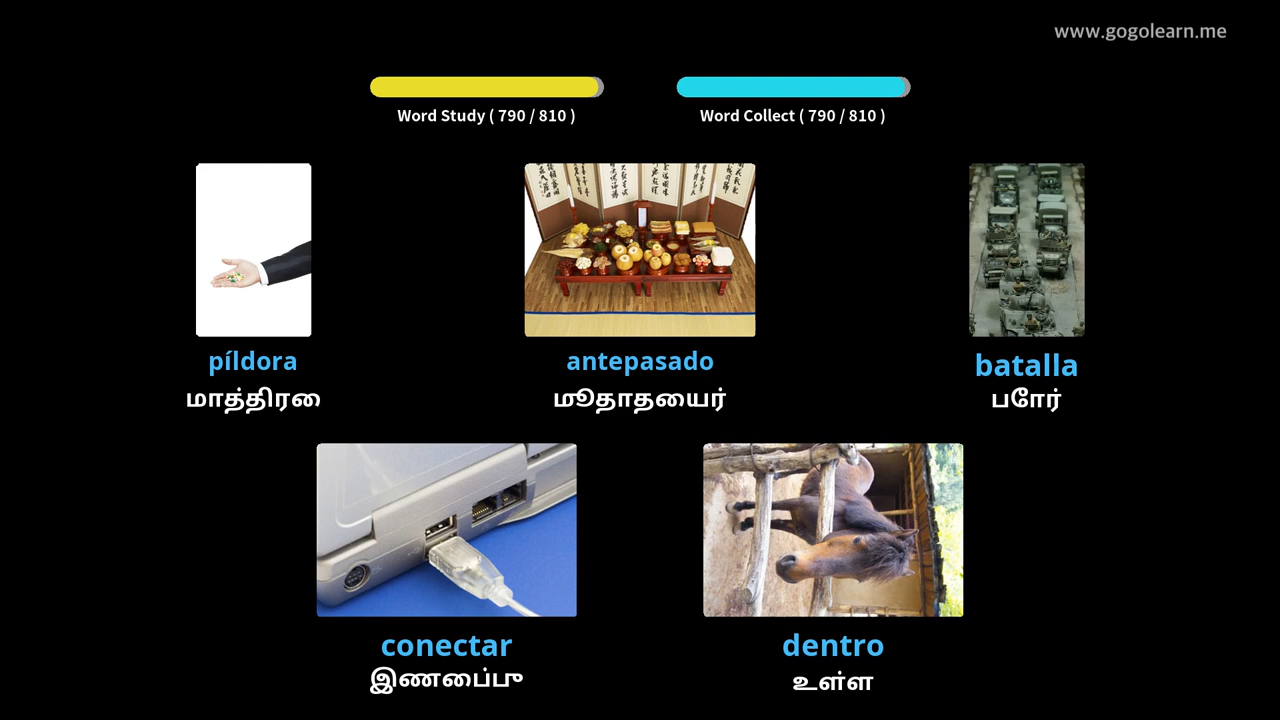 www.gogolearn.me
Word Study ( 790 / 810 )
Word Collect ( 790 / 810 )
píldora
antepasado
batalla
மாத்திரை
மூதாதையர்
போர்
conectar
dentro
இணைப்பு
உள்ள